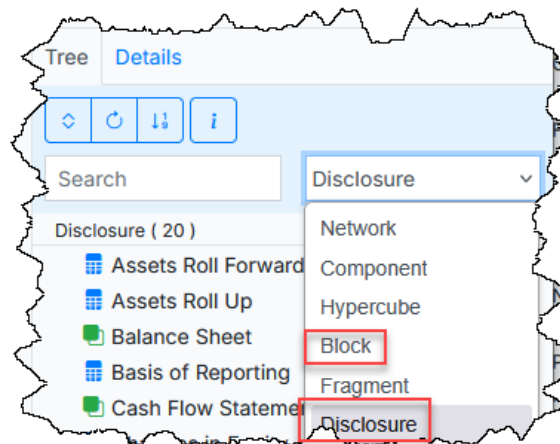 Tree Details
i
Search Disclosure
Disclosure ( 20 )
Network
Assets Roll Forward
Component
Assets Roll Up
Hypercube
Balance Sheet
Block
Basis of Reporting
Fragment
Cash Flow Stateme
Disclosure